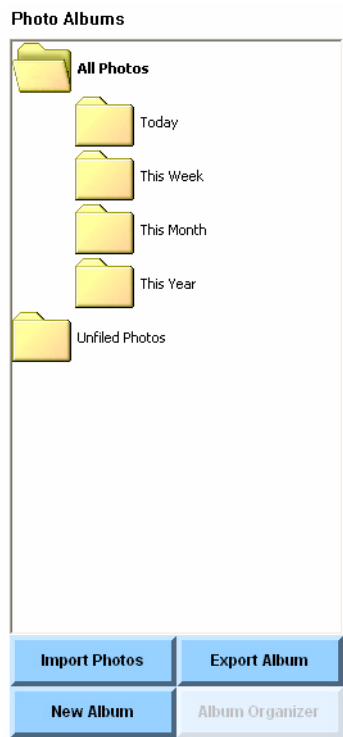 Photo Albums
All Photos
Today
This Week
This Month
This Year
Unfiled Photos
Import Photos
Export Album
New Album
Album Organizer